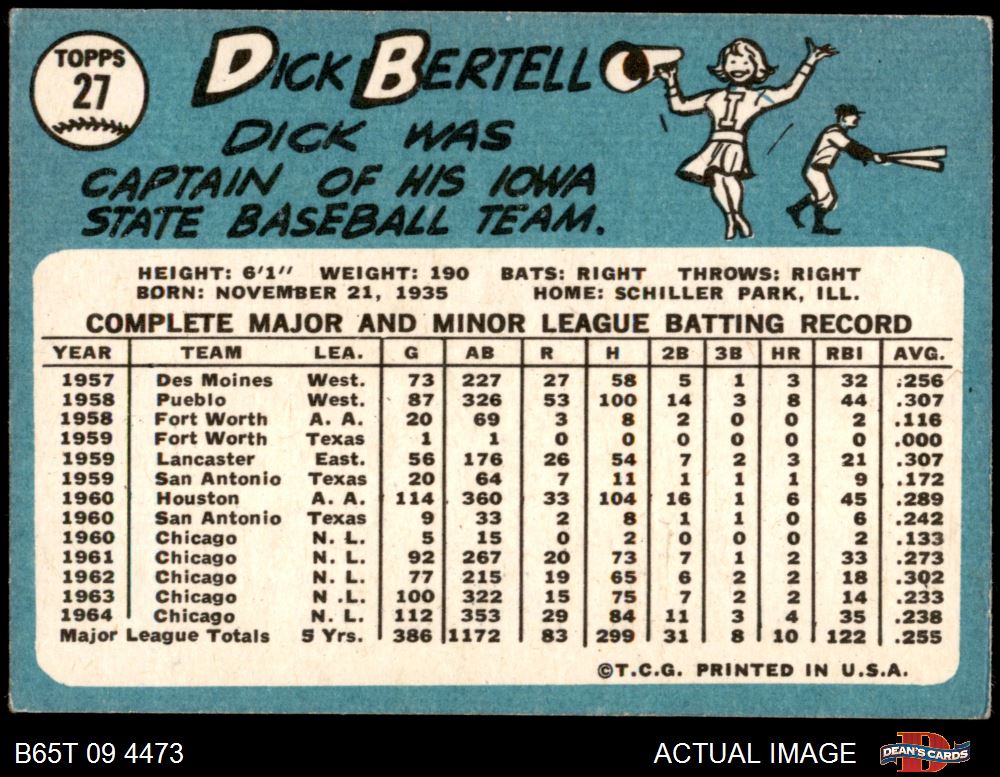 TOPPS
27
DICK BERTELL
DICK WAS
CAPTAIN OF HIS IOWA
STATE BASEBALL TEAM.
I
HEIGHT: 6'1" WEIGHT: 190 BATS: RIGHT THROWS: RIGHT
BORN: NOVEMBER 21, 1935 HOME: SCHILLER PARK, ILL.
COMPLETE MAJOR AND MINOR LEAGUE BATTING RECORD
YEAR TEAM LEA. G AB R H 2B 3B HR RBI AVG.
1957 Des Moines West. 73 227 27 58 5 1 3 32 .256
1958 Pueblo West. 87 326 53 100 14 3 8 44 .307
1958 Fort Worth A. A. 20 69 3 8 2 0 0 2 .116
1959 Fort Worth Texas 1 1 0 0 0 0 0 0 .000
1959 Lancaster East. 56 176 26 54 7 2 3 21 .307
1959 San Antonio Texas 20 64 7 11 1 1 1 9 .172
1960 Houston A. A. 114 360 33 104 16 1 6 45 .289
1960 San Antonio Texas 9 33 2 8 1 1 0 6 .242
1960 Chicago N. L. 5 15 0 2 0 0 0 2 .133
1961 Chicago N. L. 92 267 20 73 7 1 2 33 .273
1962 Chicago N. L. 77 215 19 65 6 2 2 18 .302
1963 Chicago N .L. 100 322 15 75 7 2 2 14 .233
1964 Chicago N. L. 112 353 29 84 11 3 4 35 .238
Major League Totals 5 Yrs. 386 1172 83 299 31 8 10 122 .255
©T.C.G. PRINTED IN U.S.A.
B65T 09 4473 ACTUAL IMAGE D DEAN'S CARDS